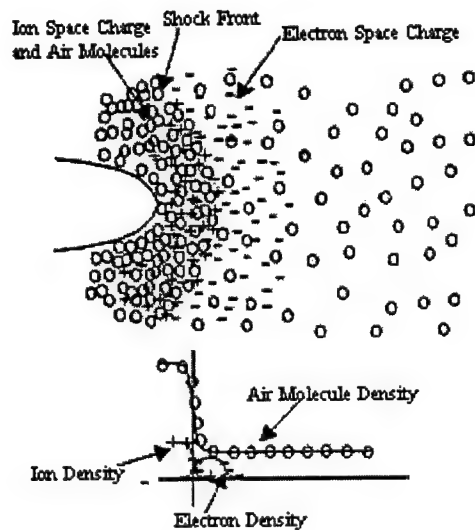 Shock Front
Ion Space Charge
and Air Molecules
Electron Space Charge
Air Molecule Density
Ion Density
Electron Density